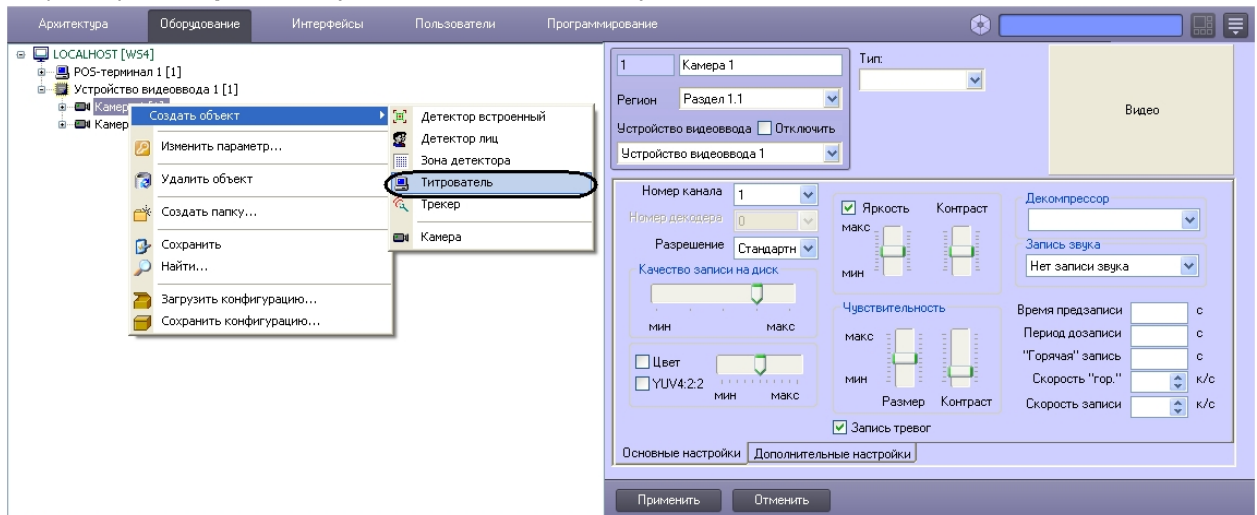 Архитектура Оборудование Интерфейсы Пользователи Программирование
LOCALHOST [WS4]
POS-терминал 1 [1]
Устройство видеоввода 1 [1]
Камер
Камер
Создать объект
Изменить параметр...
Удалить объект
Создать папку...
Сохранить
Найти...
Загрузить конфигурацию...
Сохранить конфигурацию...
Детектор встроенный
Детектор лиц
Зона детектора
Титрователь
Трекер
Камера
1 Камера 1
Регион Раздел 1.1
Устройство видеоввода Отключить
Устройство видеоввода 1
Тип:
Видео
Номер канала 1
Номер декодера 0
Разрешение Стандартн
Качество записи на диск
мин макс
Цвет
YUV4:2:2
мин макс
Яркость Контраст
макс
мин
Чувствительность
макс
мин
Размер Контраст
Запись тревог
Декомпрессор
Запись звука
Нет записи звука
Время предзаписи с
Период дозаписи с
"Горячая" запись с
Скорость "гор." к/с
Скорость записи к/с
Основные настройки Дополнительные настройки
Применить Отменить